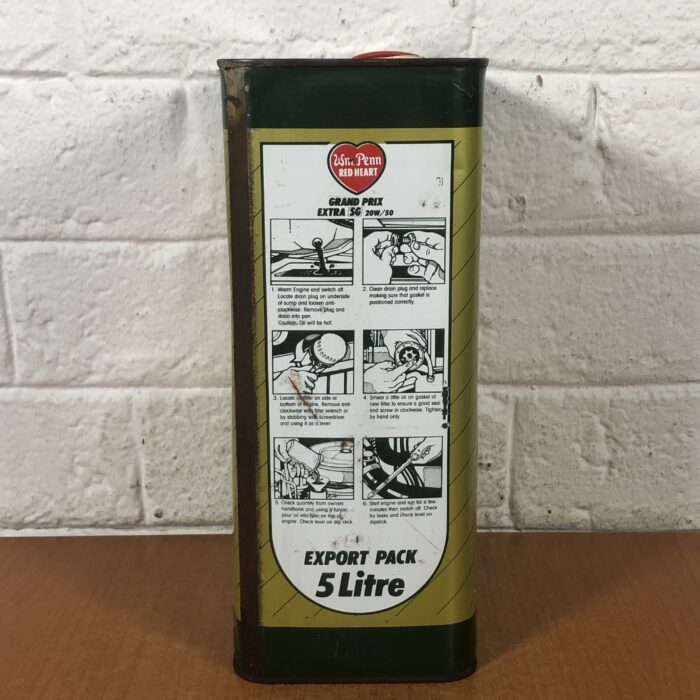 Wm. Penn
RED HEART
GRAND PRIX
EXTRA SG 20W/50
1. Warm Engine and switch off.
Locate drain plug on underside
of sump and loosen anti-
clockwise. Remove plug and
drain into pan.
Caution: Oil will be hot
2. Clean drain plug and replace
making sure that gasket is
positioned correctly.
3. Locate oil filter on side or
bottom of engine. Remove anti-
clockwise with filter wrench or
by stabbing with screwdriver
and using it as a lever.
4. Smear a little oil on gasket of
new filter to ensure a good seal
and screw in clockwise. Tighten
by hand only.
5. Check quantity from owners
handbook and using a funnel,
pour oil into on top of
engine. Check level on dip stick.
6. Start engine and run for a few
minutes then switch off. Check
for leaks and check level on
dipstick.
EXPORT PACK
5 Litre